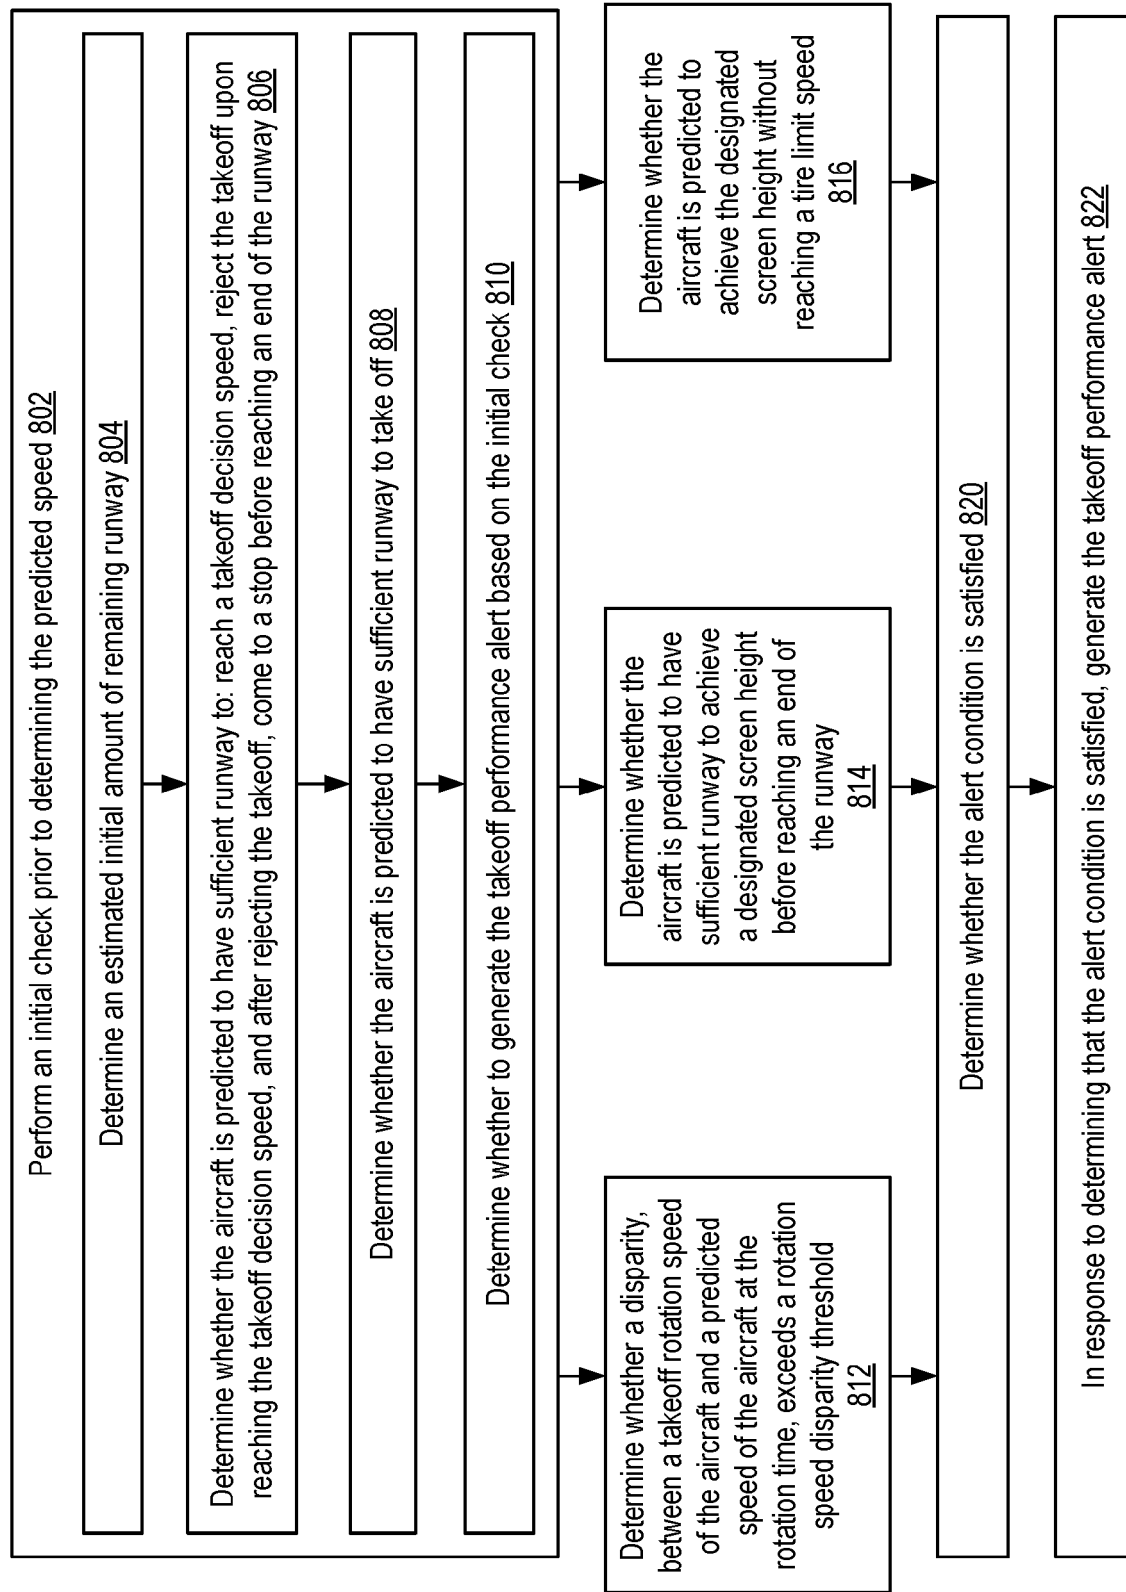 Perform an initial check prior to determining the predicted speed 802
Determine an estimated initial amount of remaining runway 804
Determine whether the aircraft is predicted to have sufficient runway to: reach a takeoff decision speed, reject the takeoff upon
reaching the takeoff decision speed, and after rejecting the takeoff, come to a stop before reaching an end of the runway 806
Determine whether the aircraft is predicted to have sufficient runway to take off 808
Determine whether to generate the takeoff performance alert based on the initial check 810
Determine whether a disparity,
between a takeoff rotation speed
of the aircraft and a predicted
speed of the aircraft at the
rotation time, exceeds a rotation
speed disparity threshold
812
Determine whether the
aircraft is predicted to have
sufficient runway to achieve
a designated screen height
before reaching an end of
the runway
814
Determine whether the
aircraft is predicted to
achieve the designated
screen height without
reaching a tire limit speed
816
Determine whether the alert condition is satisfied 820
In response to determining that the alert condition is satisfied, generate the takeoff performance alert 822